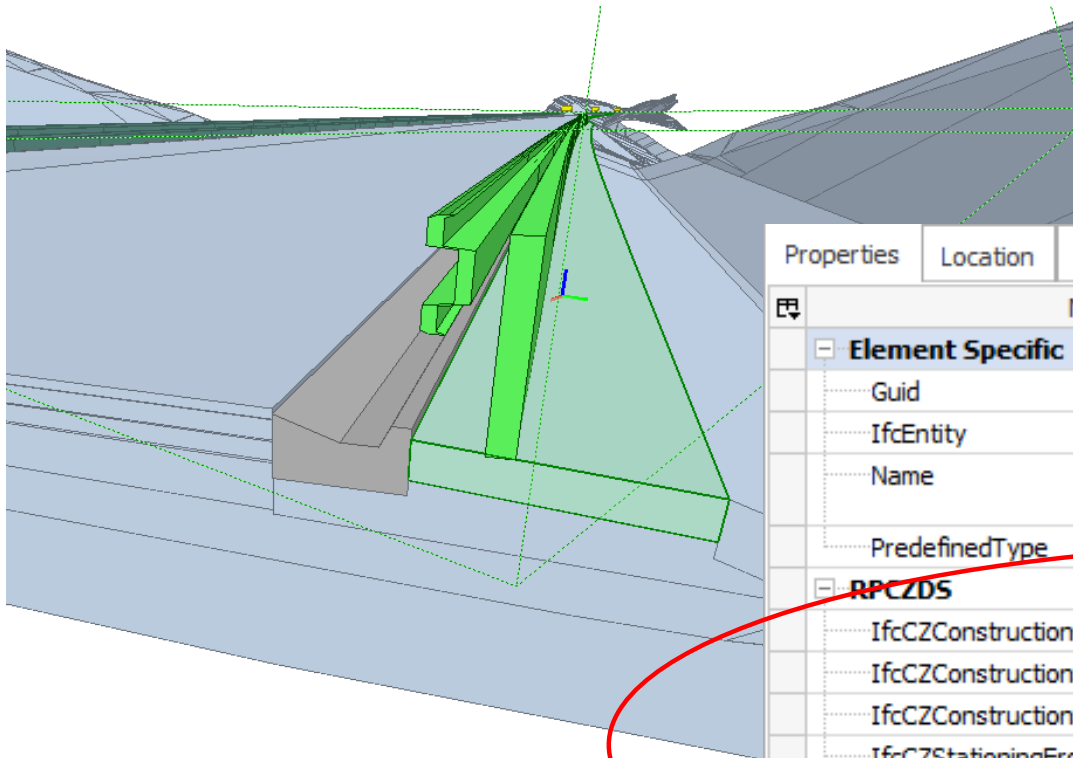 Properties
Location
Element Specific
Guid
IfcEntity
Name
PredefinedType
RPCZDS
IfcCZConstruction
IfcCZConstruction
IfcCZConstruction